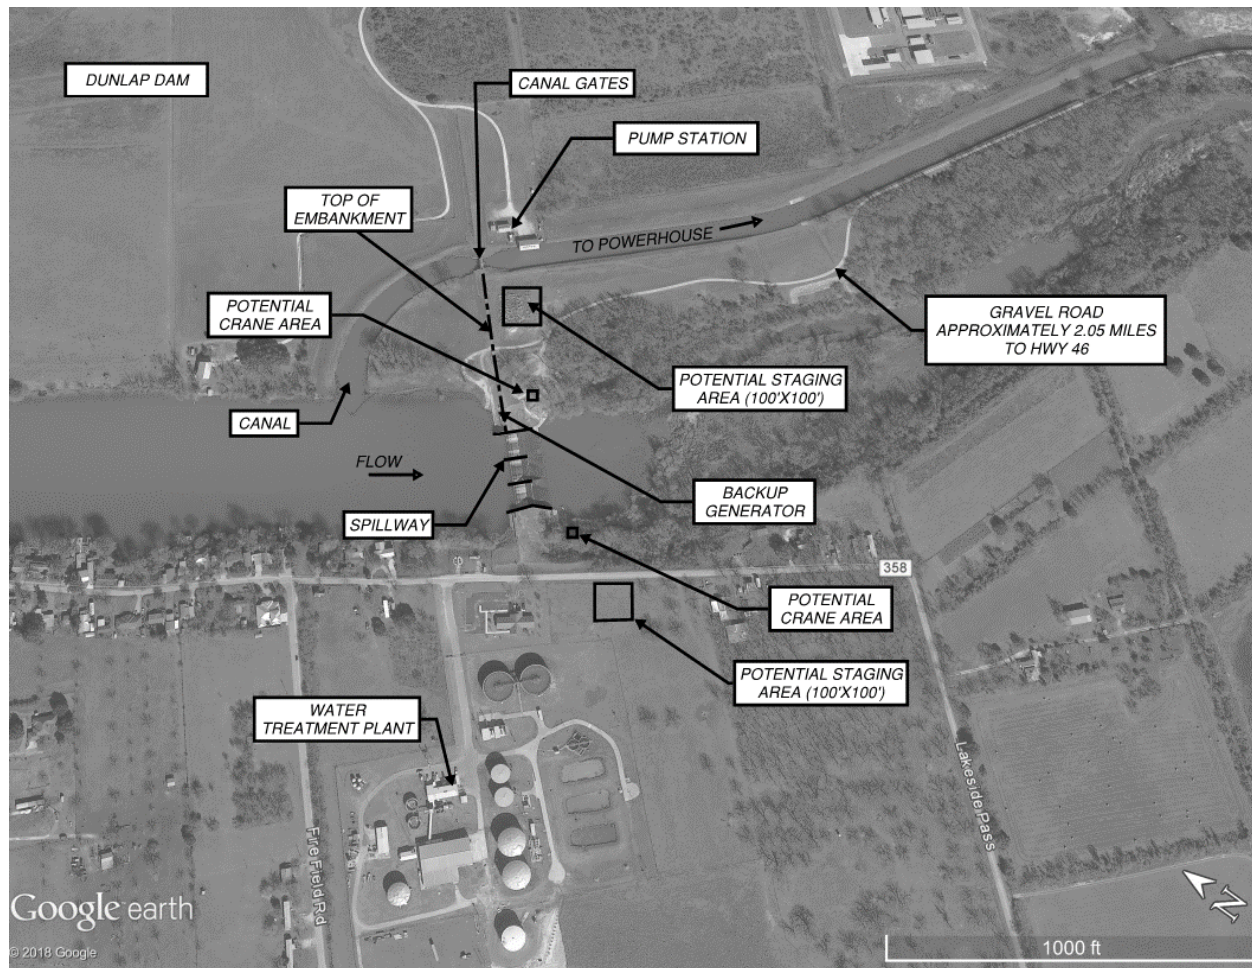 DUNLAP DAM
CANAL GATES
PUMP STATION
TOP OF
EMBANKMENT
TO POWERHOUSE
POTENTIAL
CRANE AREA
GRAVEL ROAD
APPROXIMATELY 2.05 MILES
TO HWY 46
POTENTIAL STAGING
AREA (100'X100')
CANAL
FLOW
BACKUP
GENERATOR
SPILLWAY
358
POTENTIAL
CRANE AREA
POTENTIAL STAGING
AREA (100'X100')
WATER
TREATMENT PLANT
Lakeside Pass
Fire Field Rd
Google earth
© 2018 Google
N
1000 ft